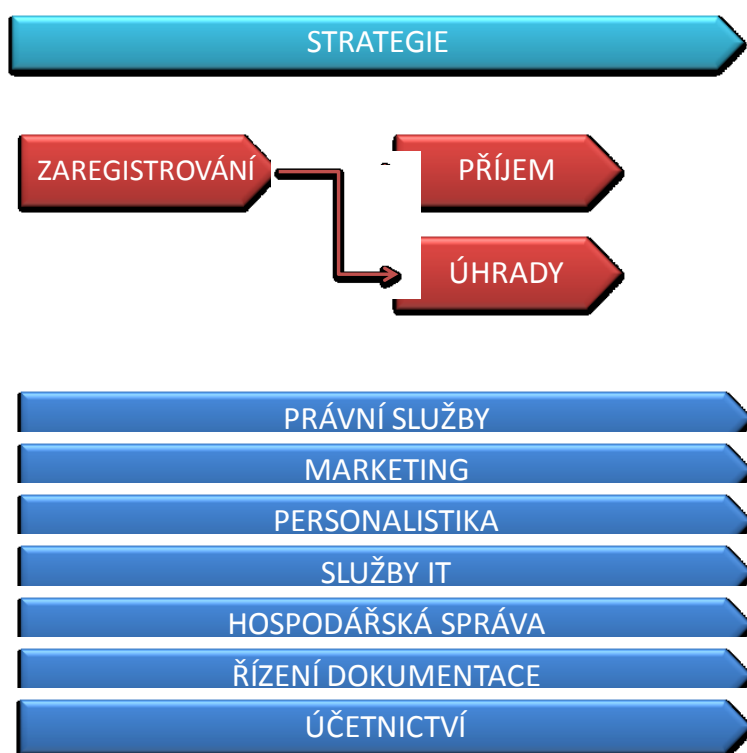 STRATEGIE
ZAREGISTROVÁNÍ
PŘÍJEM
ÚHRADY
PRÁVNÍ SLUŽBY
MARKETING
PERSONALISTIKA
SLUŽBY IT
HOSPODÁŘSKÁ SPRÁVA
ŘÍZENÍ DOKUMENTACE
ÚČETNICTVÍ